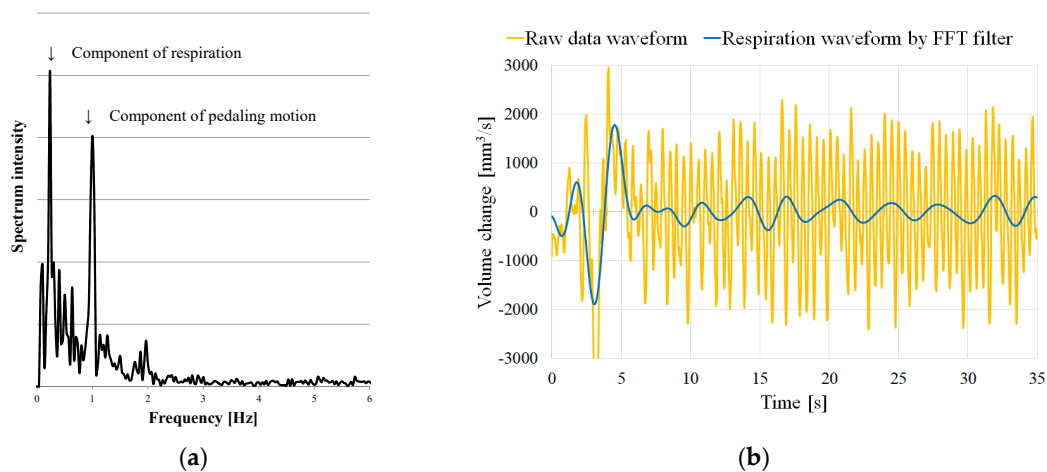 ↓ Component of respiration
↓ Component of pedaling motion
Spectrum intensity
0 1 2 3 4 5 6
Frequency [Hz]
(a)
Raw data waveform Respiration waveform by FFT filter
3000
2000
1000
0
-1000
-2000
-3000
Volume change [mm³/s]
0 5 10 15 20 25 30 35
Time [s]
(b)